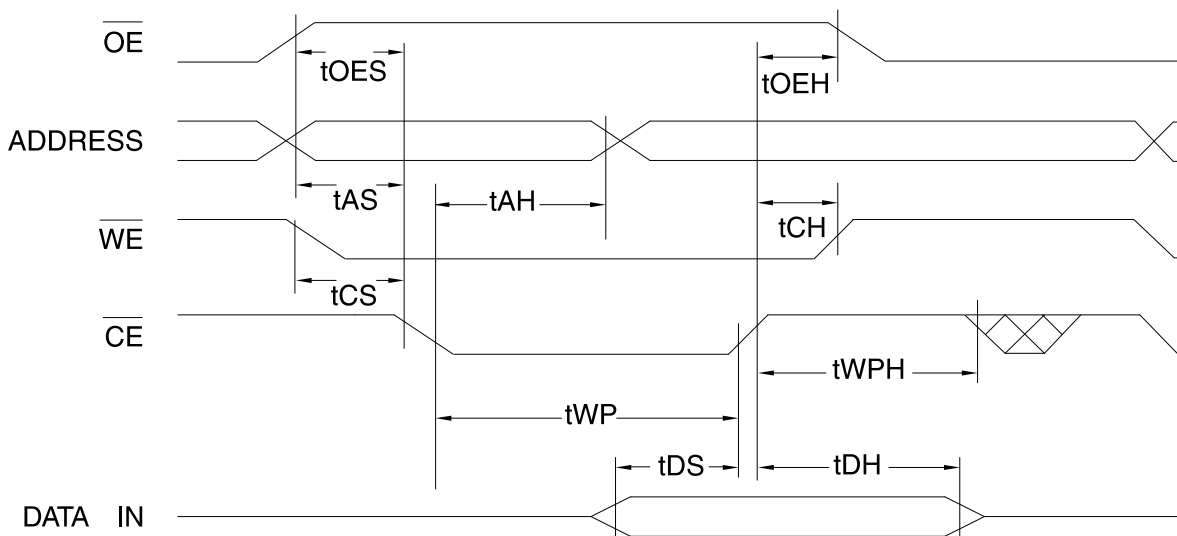 OE
tOES
tOEH
ADDRESS
tAS
tAH
tCH
WE
tCS
CE
tWPH
tWP
tDS
tDH
DATA IN